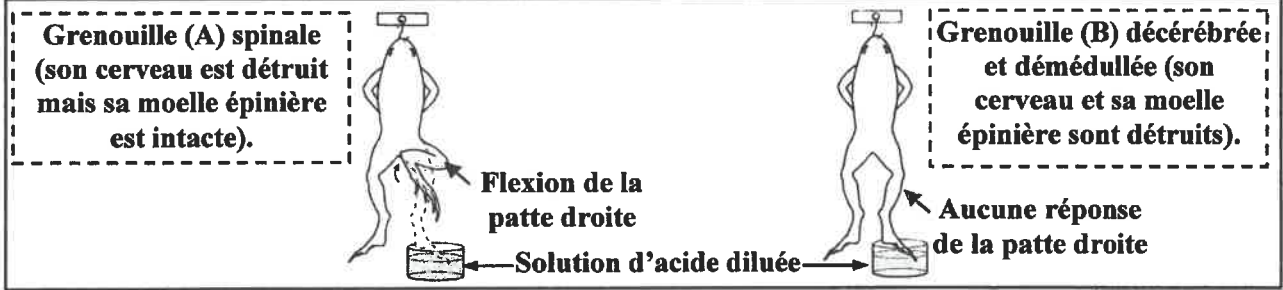 Grenouille (A) spinale
(son cerveau est détruit
mais sa moelle épinière
est intacte).
Flexion de la
patte droite
Solution d'acide diluée
Grenouille (B) décérébrée
et démédullée (son
cerveau et sa moelle
épinière sont détruits).
Aucune réponse
de la patte droite